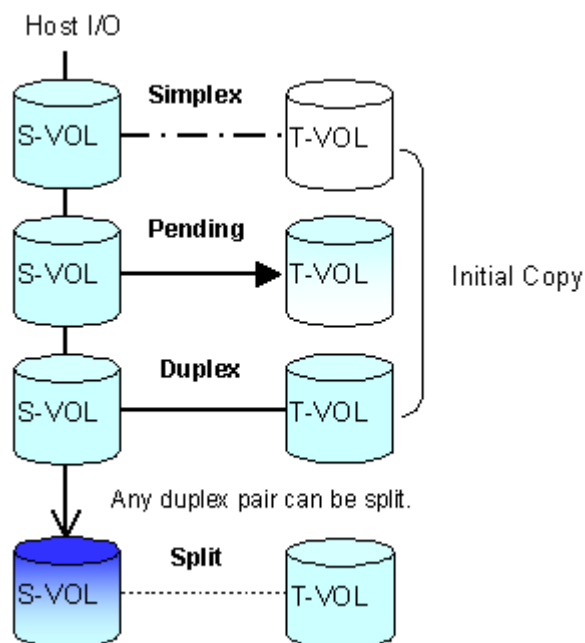 Host I/O
Simplex
S-VOL
T-VOL
Pending
S-VOL
T-VOL
Initial Copy
Duplex
S-VOL
T-VOL
Any duplex pair can be split.
Split
S-VOL
T-VOL